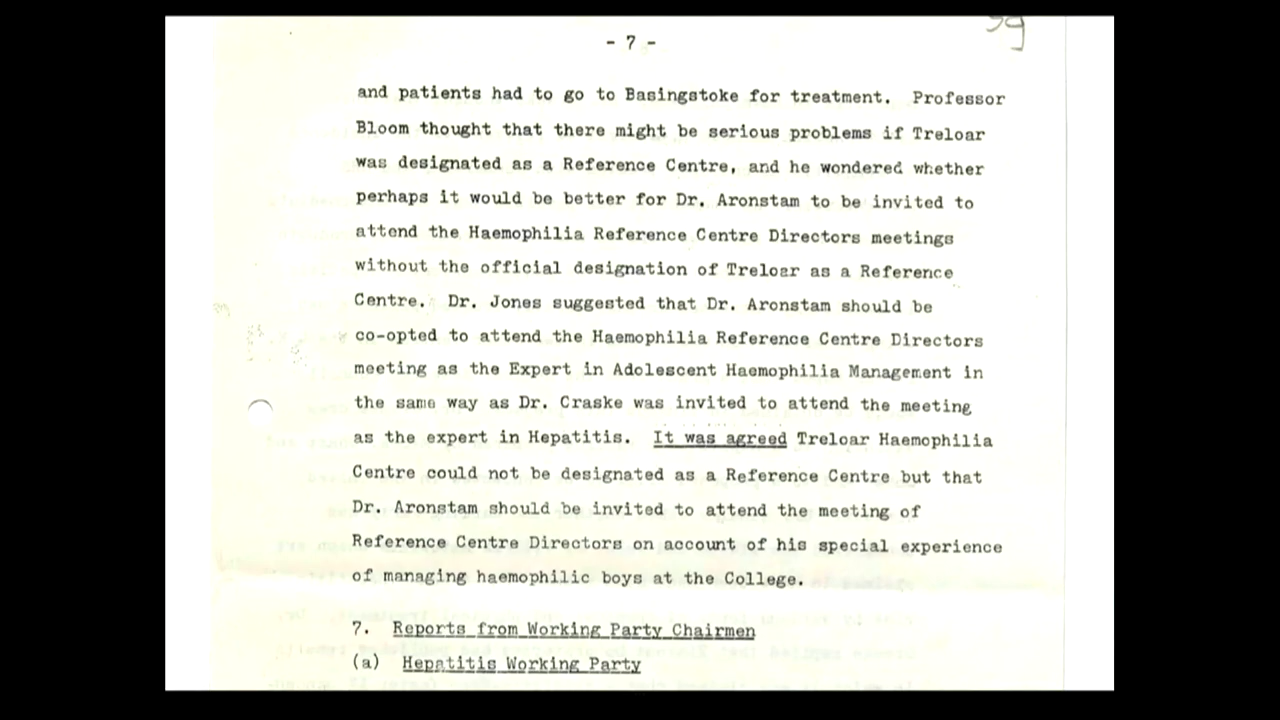 - 7 -
39
and patients had to go to Basingstoke for treatment. Professor
Bloom thought that there might be serious problems if Treloar
was designated as a Reference Centre, and he wondered whether
perhaps it would be better for Dr. Aronstam to be invited to
attend the Haemophilia Reference Centre Directors meetings
without the official designation of Treloar as a Reference
Centre. Dr. Jones suggested that Dr. Aronstam should be
co-opted to attend the Haemophilia Reference Centre Directors
meeting as the Expert in Adolescent Haemophilia Management in
the same way as Dr. Craske was invited to attend the meeting
as the expert in Hepatitis. It was agreed Treloar Haemophilia
Centre could not be designated as a Reference Centre but that
Dr. Aronstam should be invited to attend the meeting of
Reference Centre Directors on account of his special experience
of managing haemophilic boys at the College.
7. Reports from Working Party Chairmen
(a) Hepatitis Working Party